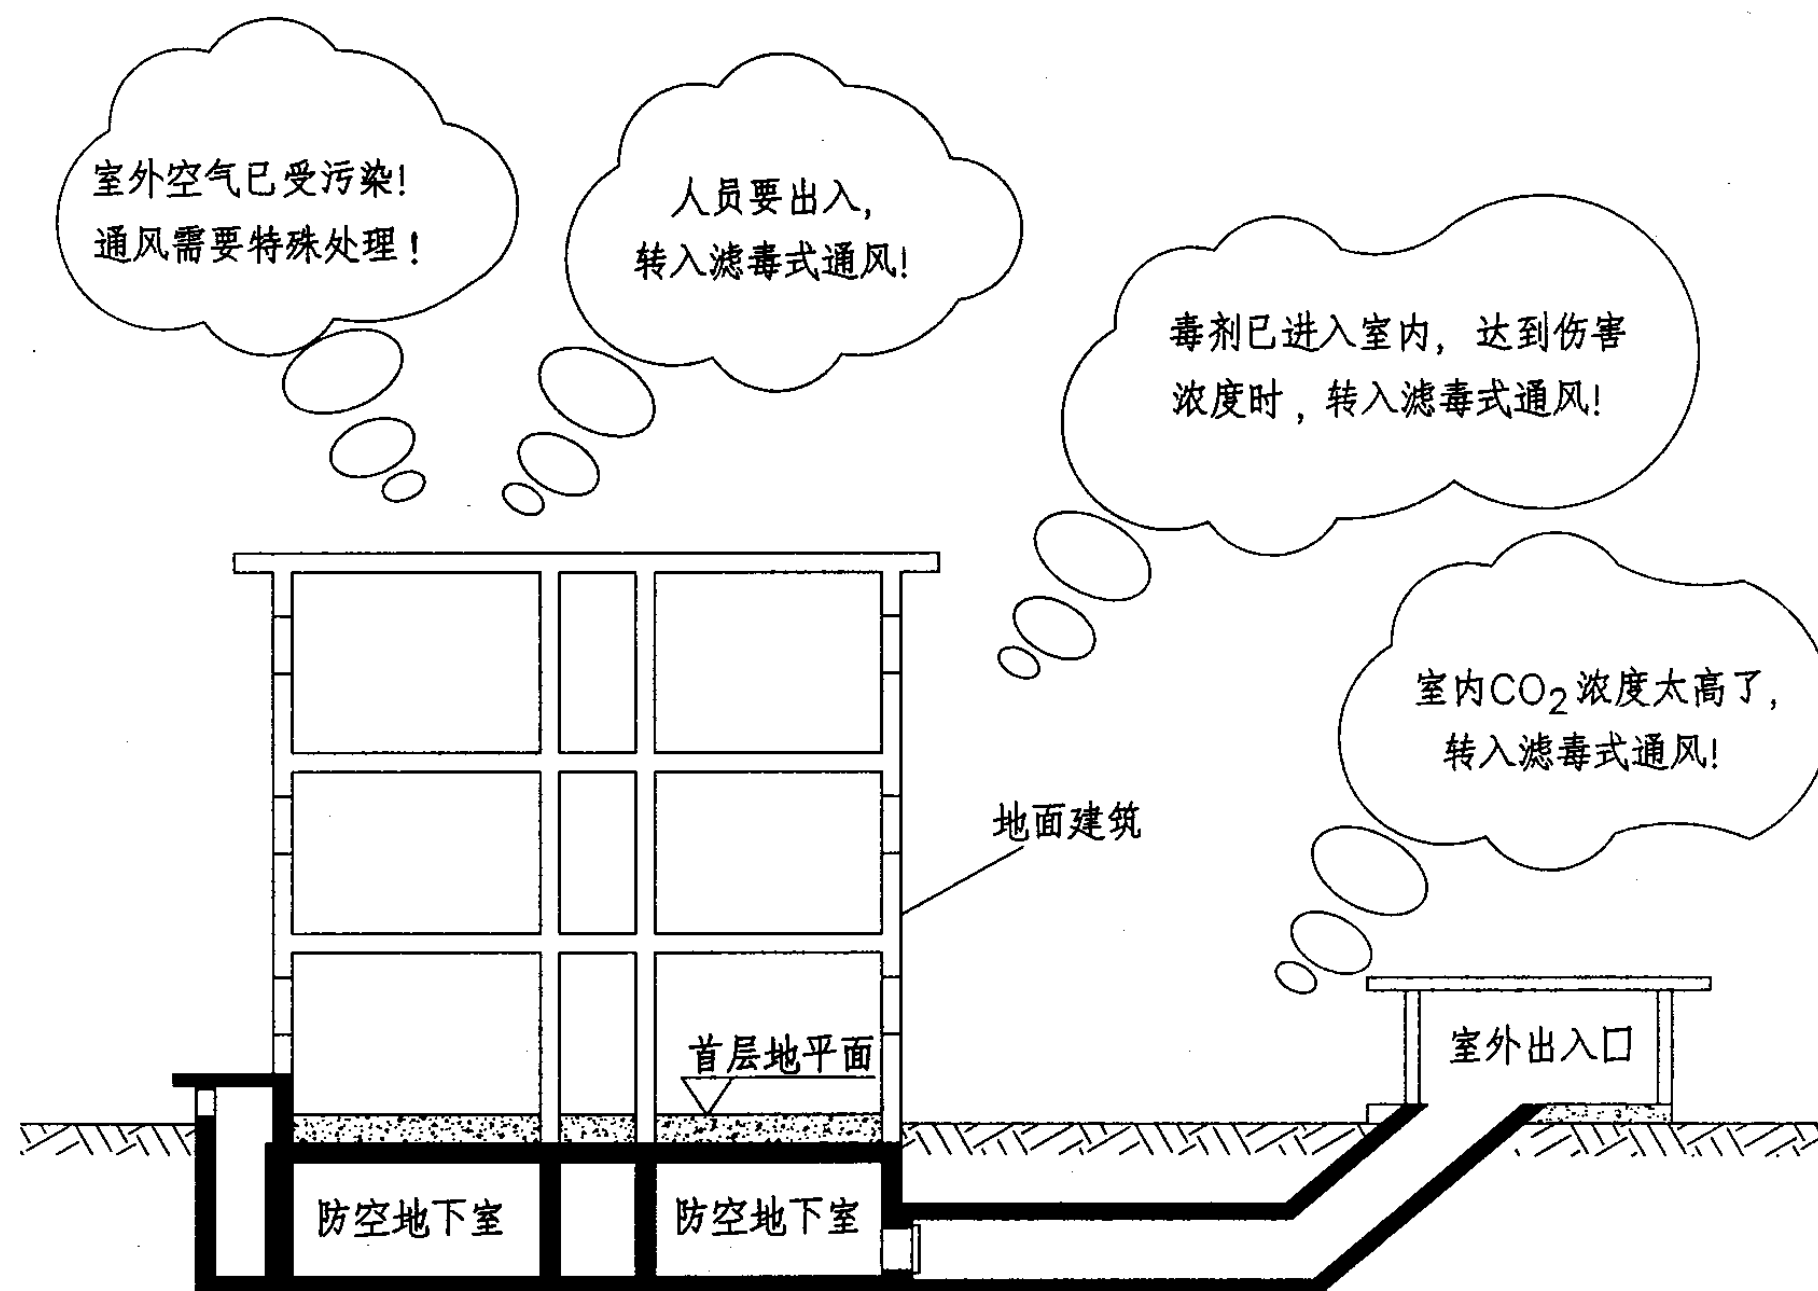 室外空气已受污染!
通风需要特殊处理!
人员要出入,
转入滤毒式通风!
毒剂已进入室内, 达到伤害
浓度时, 转入滤毒式通风!
室内CO₂浓度太高了,
转入滤毒式通风!
地面建筑
首层地平面
室外出入口
防空地下室
防空地下室